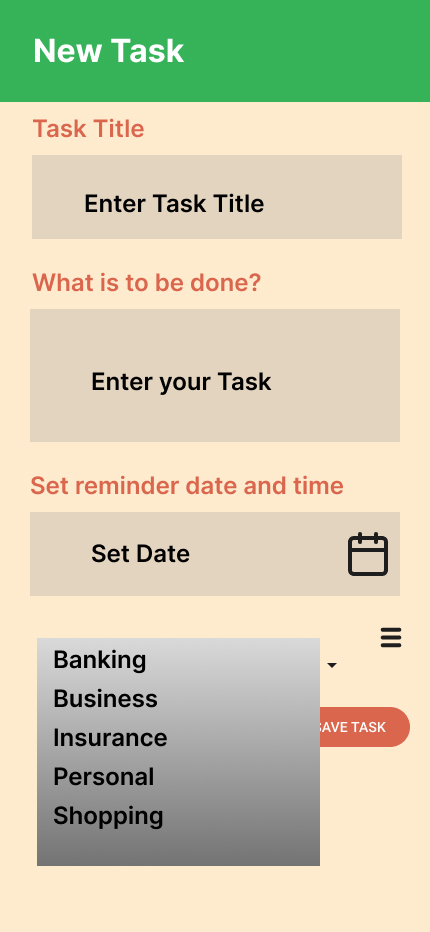 New Task
Task Title
Enter Task Title
What is to be done?
Enter your Task
Set reminder date and time
Set Date
Banking
Business
Insurance
SAVE TASK
Personal
Shopping